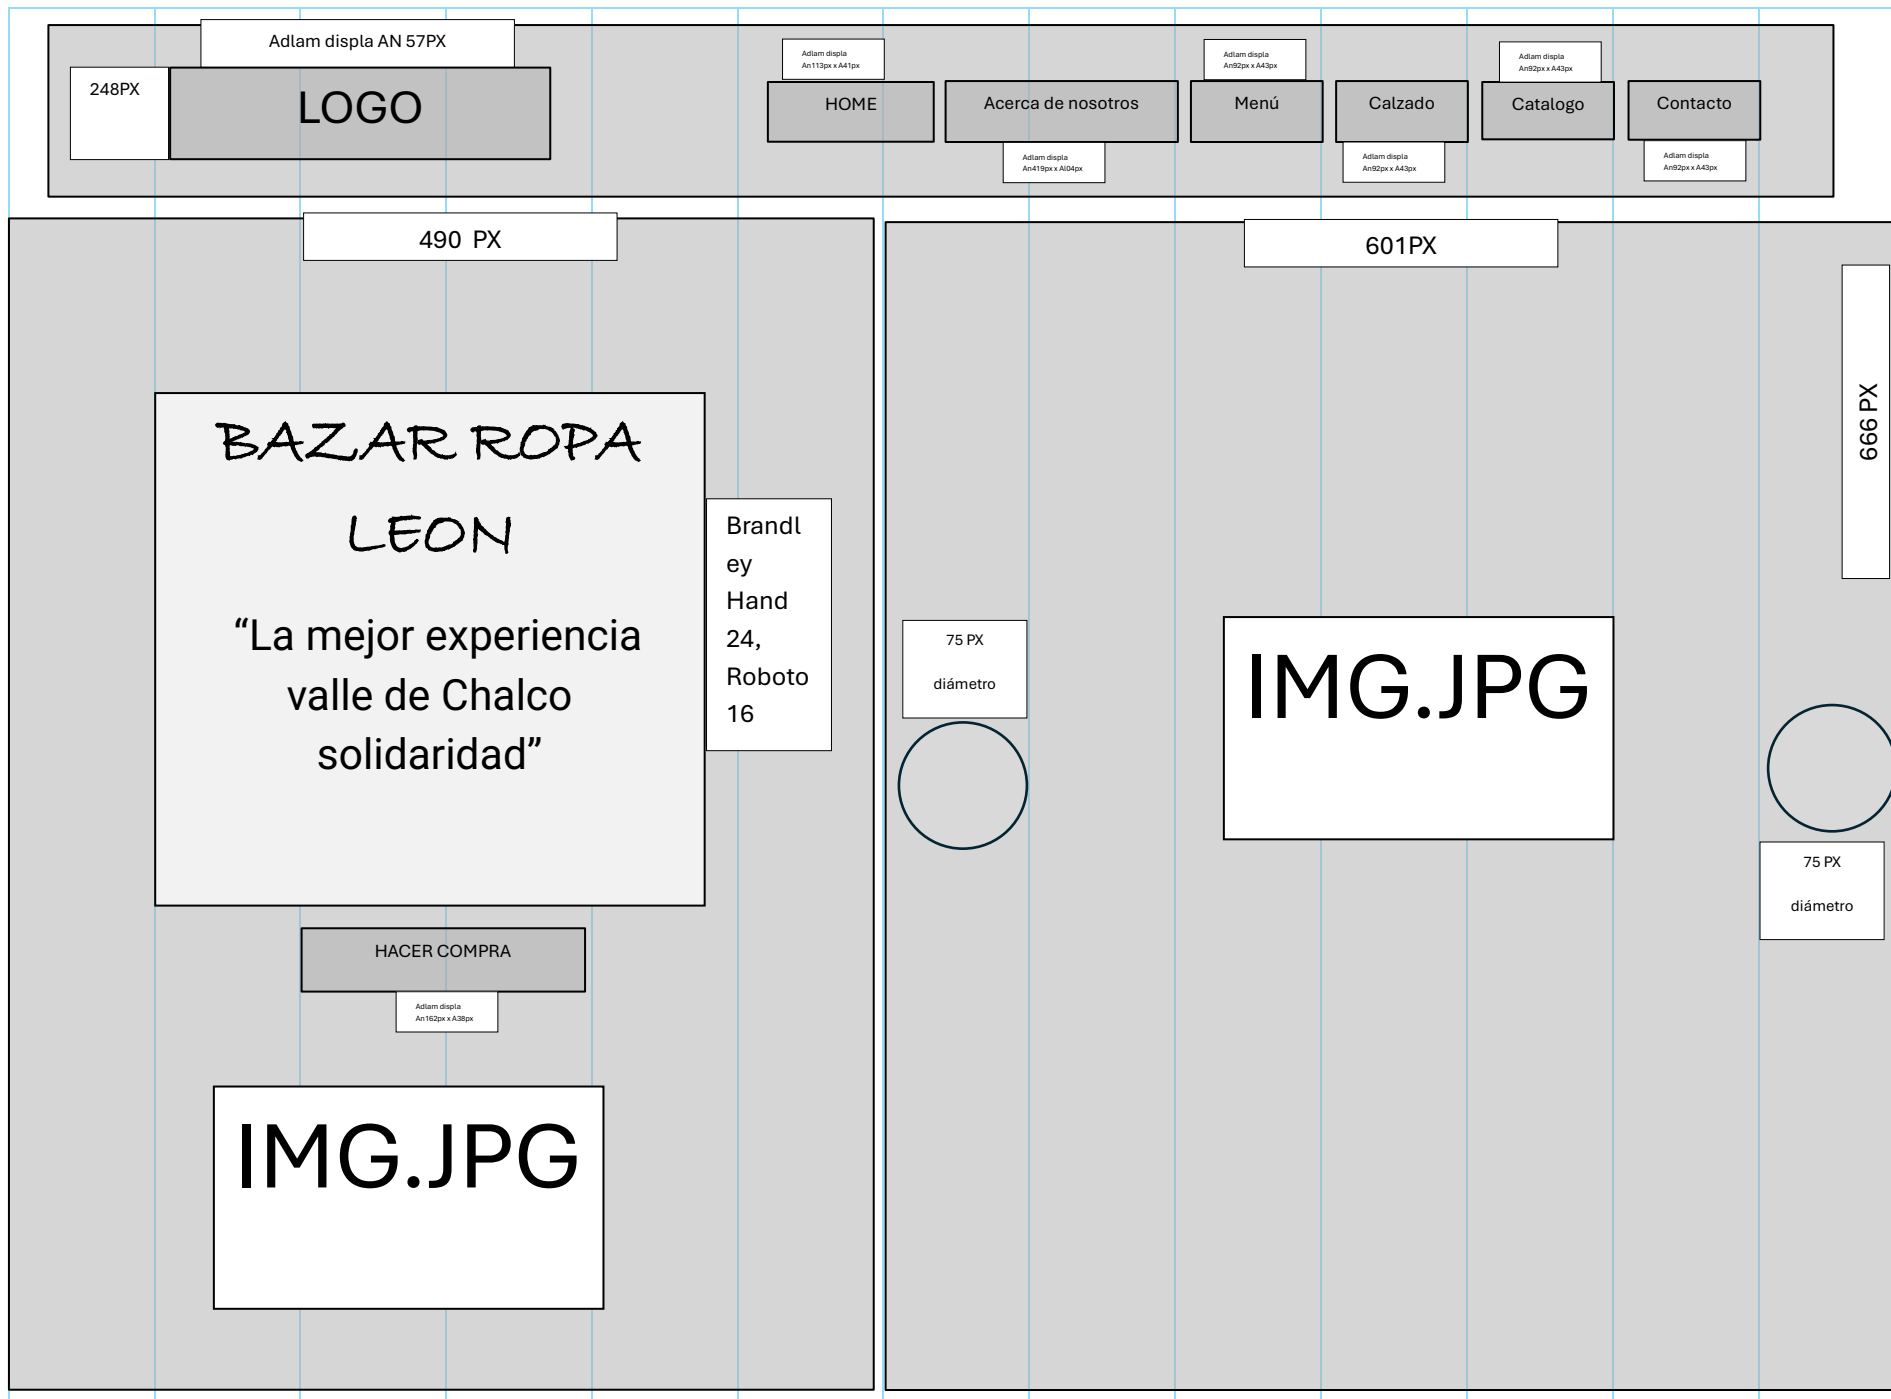 Adlam displa AN 57PX
248PX
LOGO
Adlam displa
An113px x A41px
HOME
Acerca de nosotros
Adlam displa
An419px x Al04px
Adlam displa
An92px x A43px
Menú
Calzado
Adlam displa
An92px x A43px
Adlam displa
An92px x A43px
Catalogo
Contacto
Adlam displa
An92px x A43px
490 PX
BAZAR ROPA
LEON
“La mejor experiencia
valle de Chalco
solidaridad”
Brandl
ey
Hand
24,
Roboto
16
HACER COMPRA
Adlam displa
An162px x A38px
IMG.JPG
601PX
666 PX
75 PX
diámetro
IMG.JPG
75 PX
diámetro